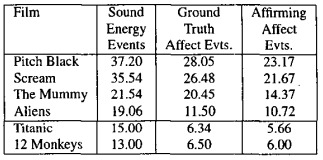 Film Sound Ground Affirming
Energy Truth Affect
Events Affect Evts. Evts.
Pitch Black 37.20 28.05 23.17
Scream 35.54 26.48 21.67
The Mummy 21.54 20.45 14.37
Aliens 19.06 11.50 10.72
Titanic 15.00 6.34 5.66
12 Monkeys 13.00 6.50 6.00